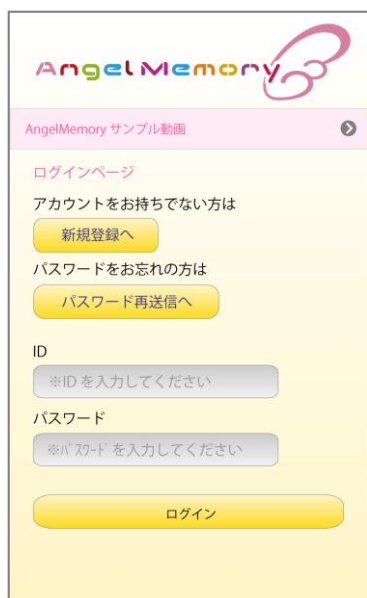 AngelMemory
AngelMemory サンプル動画
ログインページ
アカウントをお持ちでない方は
新規登録へ
パスワードをお忘れの方は
パスワード再送信へ
ID
※ID を入力してください
パスワード
※ﾊﾟｽﾜｰﾄﾞを入力してください
ログイン